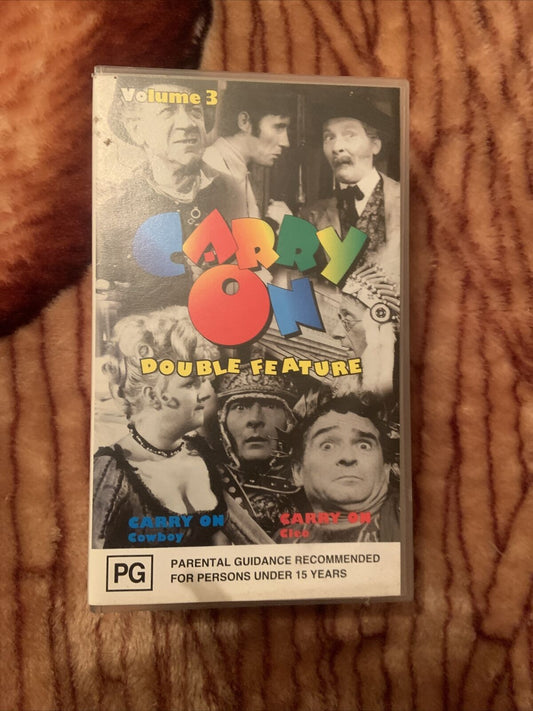 Volume 3
CARRY
ON
DOUBLE FEATURE
CARRY ON
Cowboy
CARRY ON
Cleo
PG
PARENTAL GUIDANCE RECOMMENDED
FOR PERSONS UNDER 15 YEARS